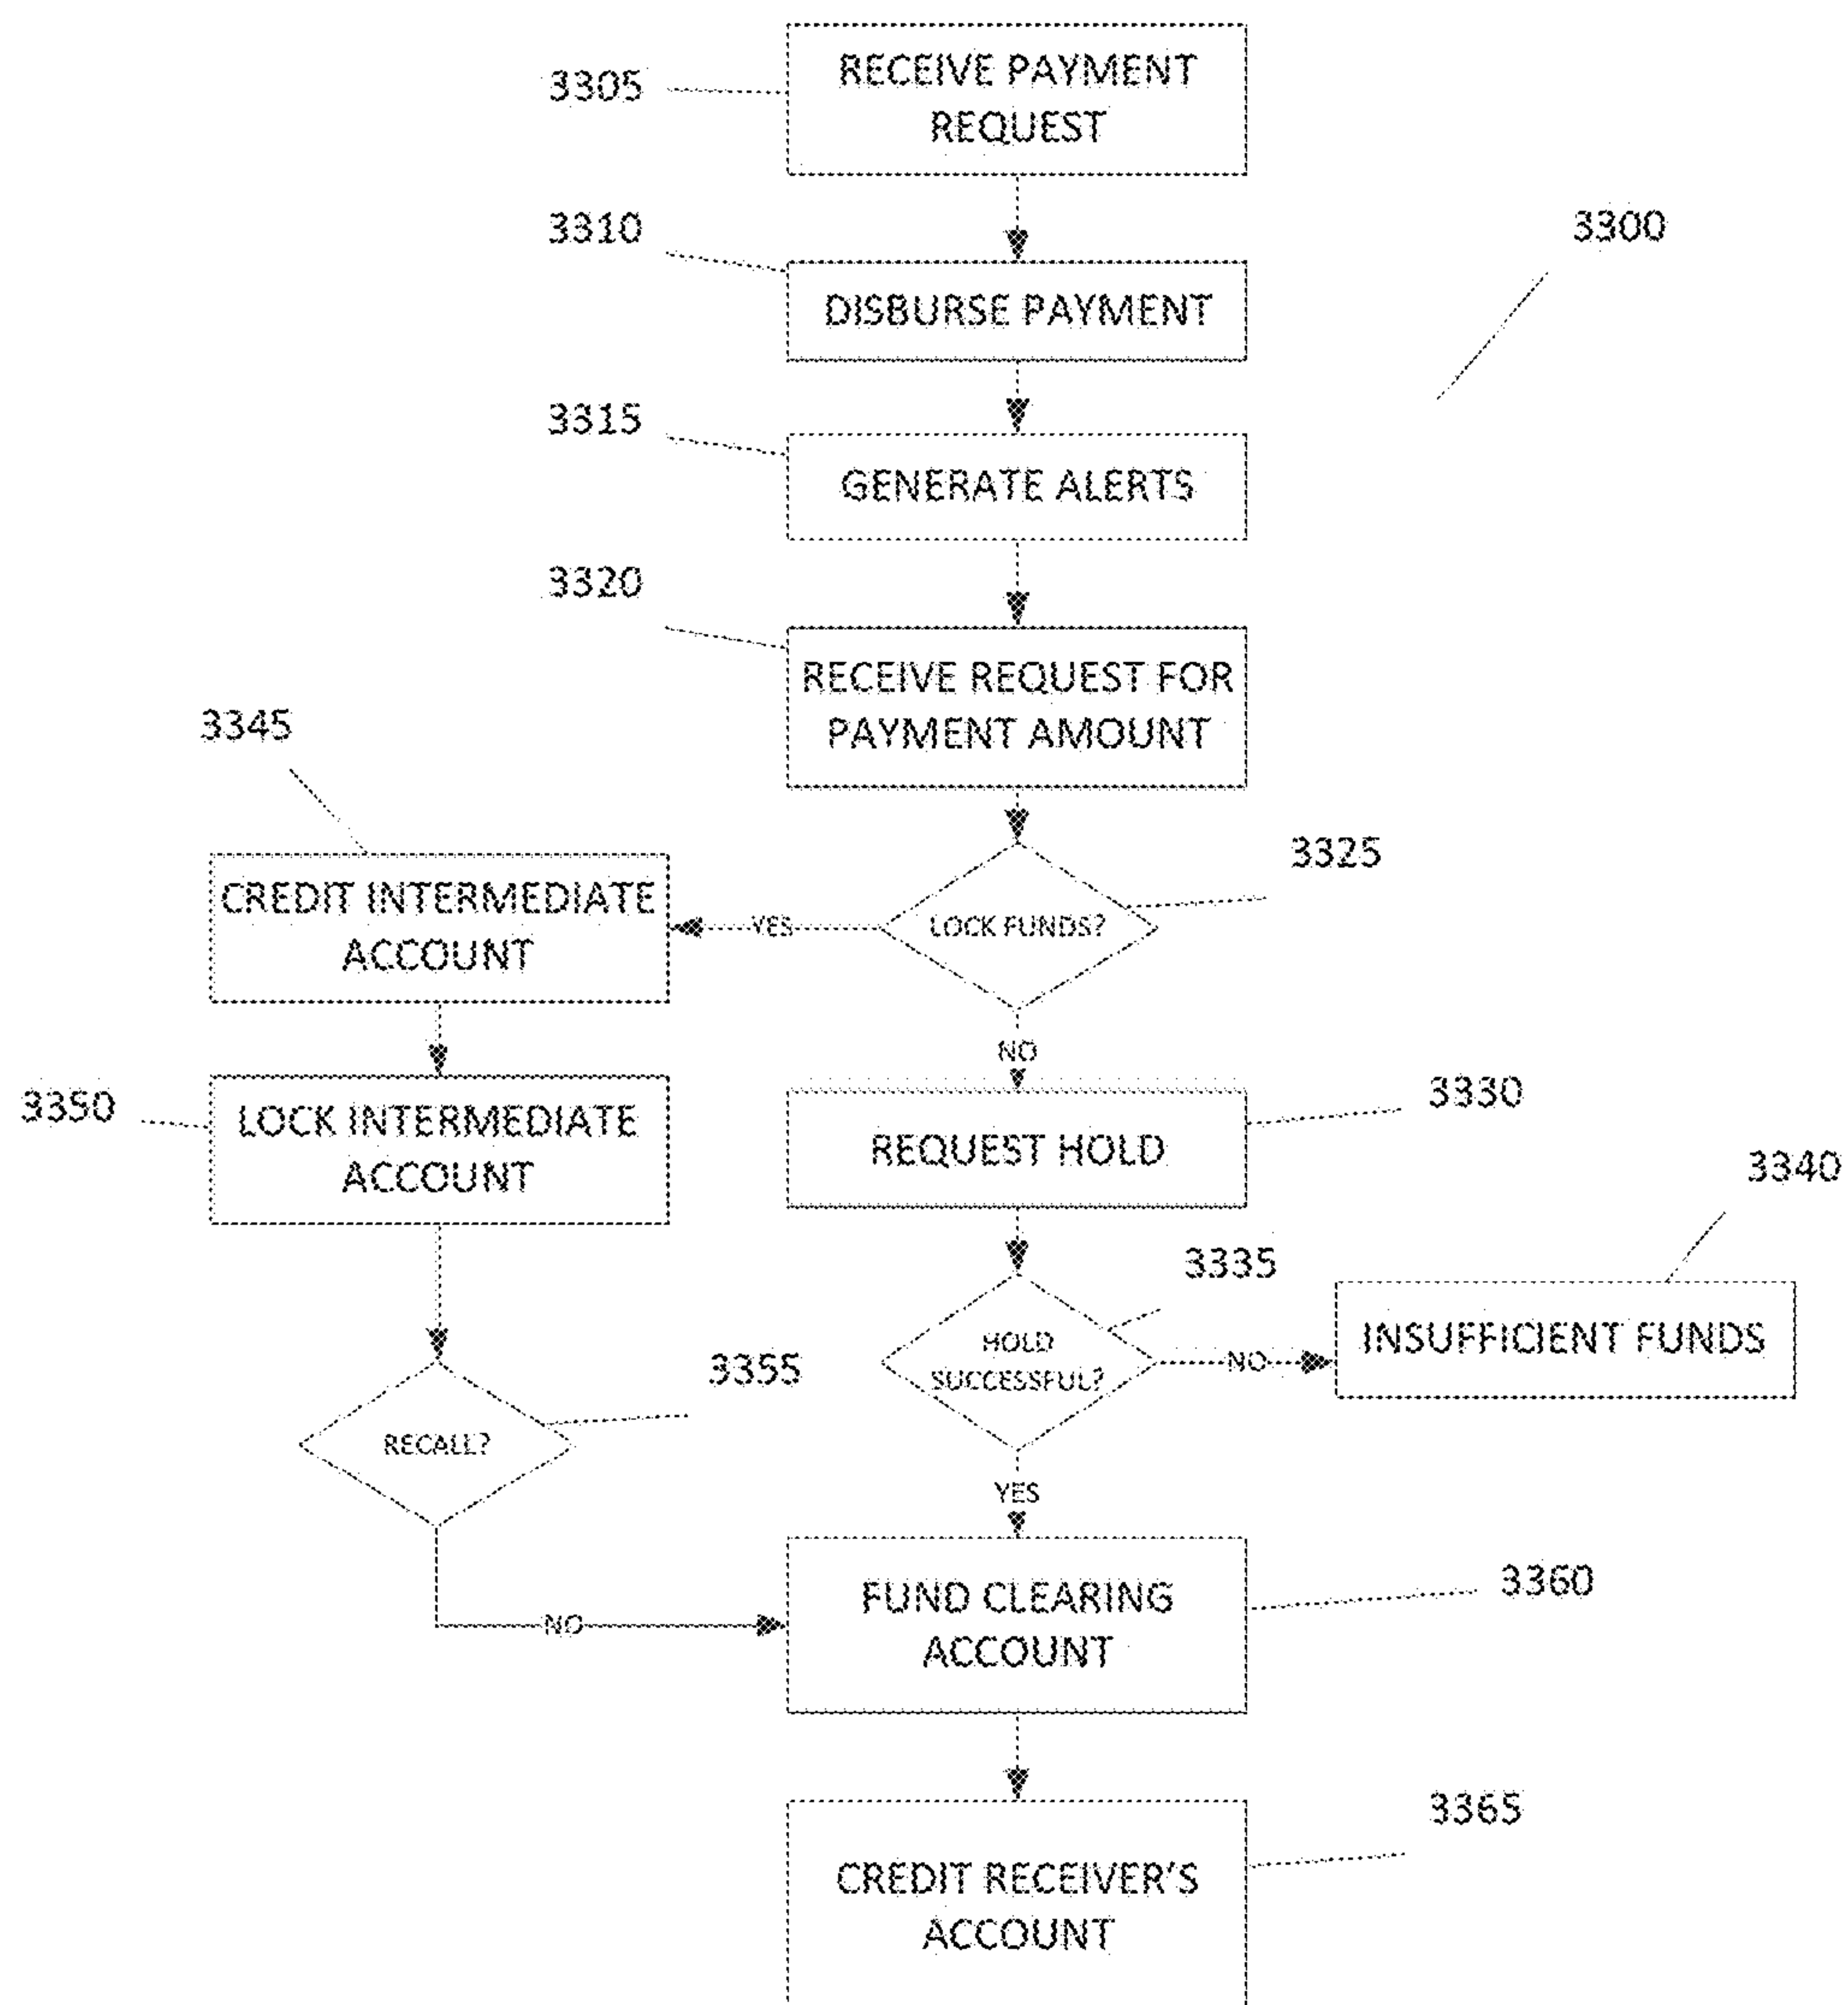 3305
RECEIVE PAYMENT
REQUEST
3310
3300
DISBURSE PAYMENT
3315
GENERATE ALERTS
3320
RECEIVE REQUEST FOR
PAYMENT AMOUNT
3345
3325
CREDIT INTERMEDIATE
ACCOUNT
YES
LOCK FUNDS?
NO
3350
LOCK INTERMEDIATE
ACCOUNT
3330
REQUEST HOLD
3340
3335
HOLD
SUCCESSFUL?
NO
INSUFFICIENT FUNDS
3355
RECALL?
YES
NO
FUND CLEARING
ACCOUNT
3360
3365
CREDIT RECEIVER'S
ACCOUNT